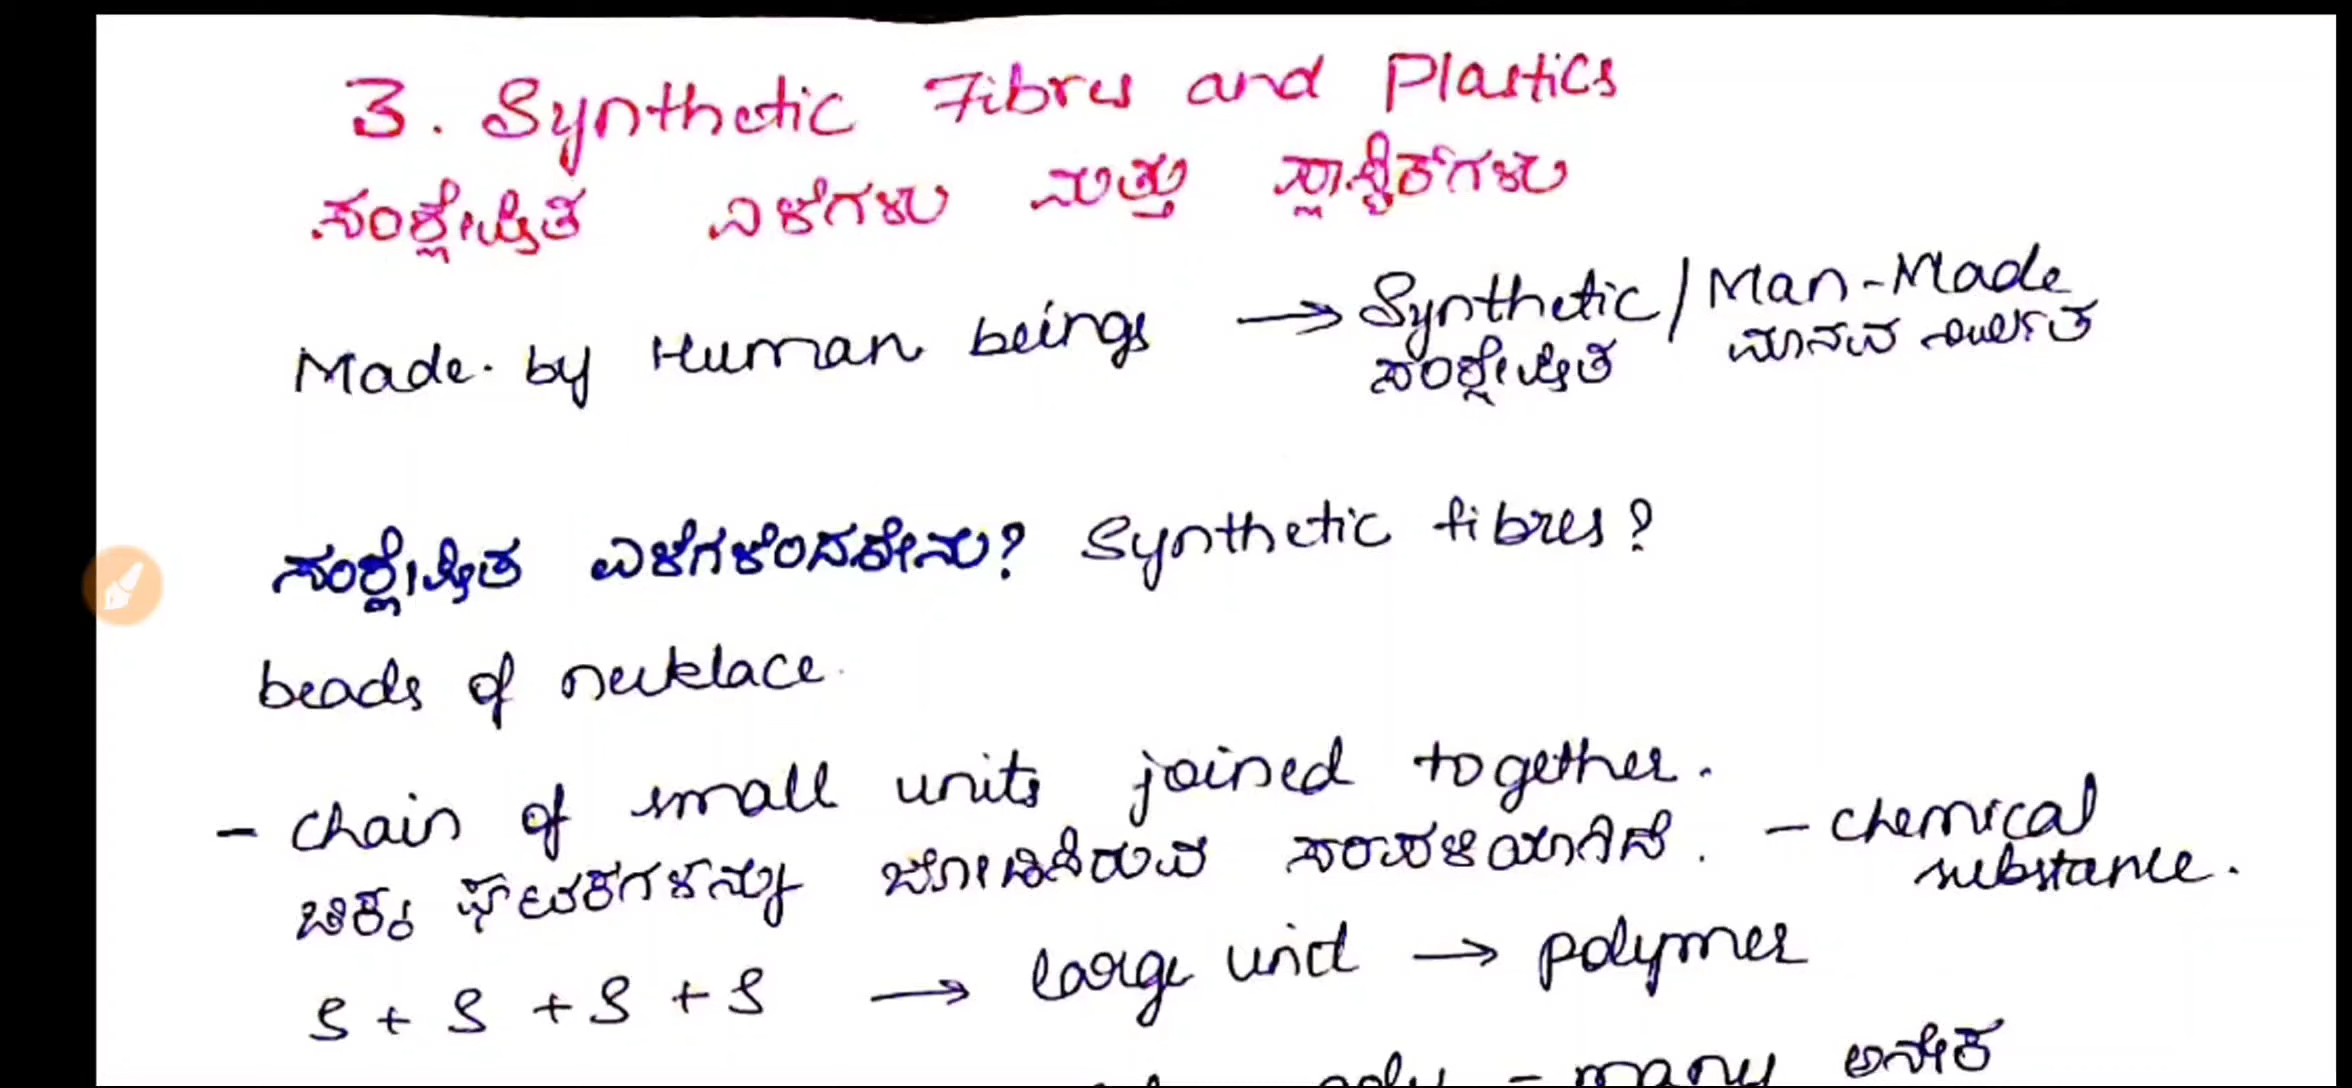 3. Synthetic Fibres and Plastics
ಸಂಶ್ಲೇಷಿತ ಎಳೆಗಳು ಮತ್ತು ಪ್ಲಾಸ್ಟಿಕ್‌ಗಳು
Made by Human beings → Synthetic / Man-Made
ಸಂಶ್ಲೇಷಿತ ಮಾನವ ನಿರ್ಮಿತ
ಸಂಶ್ಲೇಷಿತ ಎಳೆಗಳೆಂದರೇನು? Synthetic fibres?
beads of necklace.
- chain of small units joined together.
- chemical substance.
ಚಿಕ್ಕ ಘಟಕಗಳನ್ನು ಜೋಡಿಸಿರುವ ಸರಪಳಿಯಾಗಿದೆ.
S + S + S + S → large unit → polymer
poly - many ಅನೇಕ